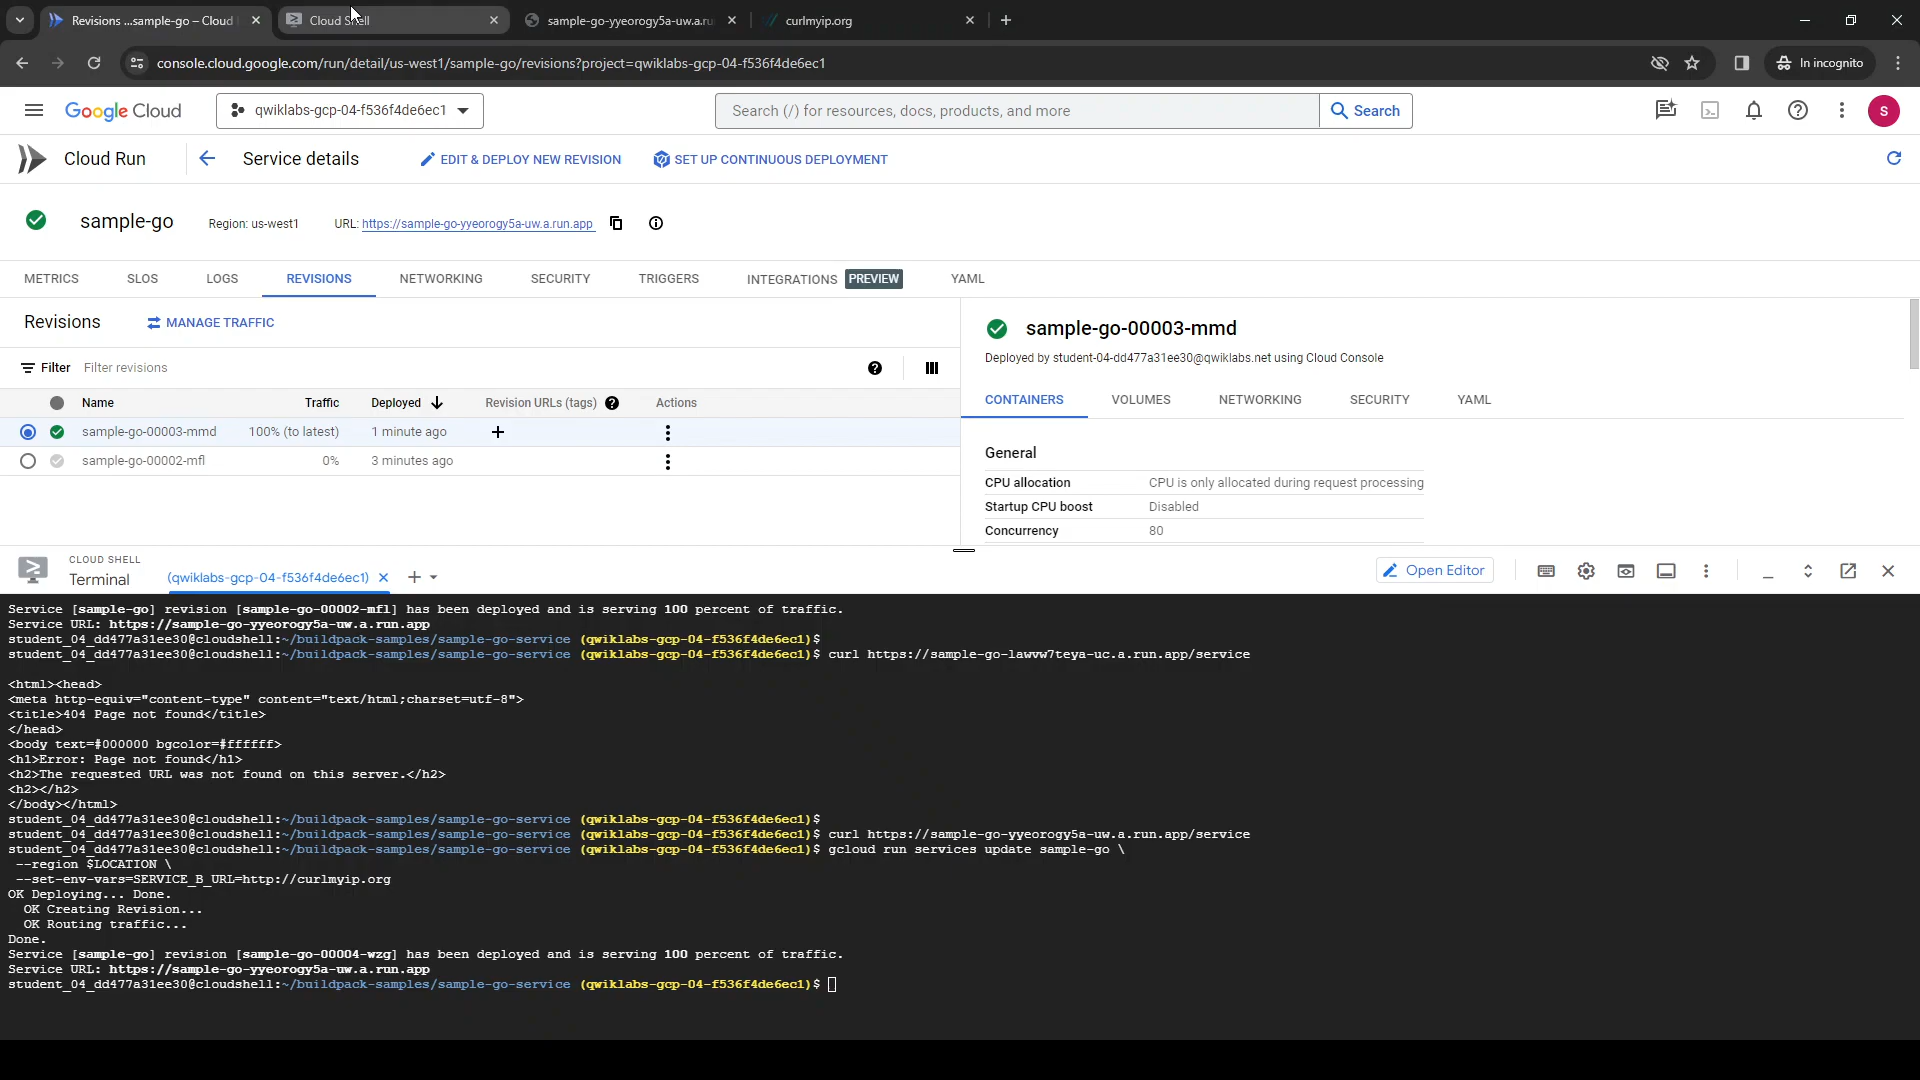 Revisions ...sample-go – Cloud
Cloud Shell
sample-go-yyeorogy5a-uw.a.ru
curlmyip.org
console.cloud.google.com/run/detail/us-west1/sample-go/revisions?project=qwiklabs-gcp-04-f536f4de6ec1
In incognito
Google Cloud
qwiklabs-gcp-04-f536f4de6ec1
Search (/) for resources, docs, products, and more
Search
S
Cloud Run
Service details
EDIT & DEPLOY NEW REVISION
SET UP CONTINUOUS DEPLOYMENT
sample-go
Region: us-west1
URL: https://sample-go-yyeorogy5a-uw.a.run.app
METRICS
SLOS
LOGS
REVISIONS
NETWORKING
SECURITY
TRIGGERS
INTEGRATIONS PREVIEW
YAML
Revisions
MANAGE TRAFFIC
Filter
Filter revisions
Name Traffic Deployed Revision URLs (tags) Actions
sample-go-00003-mmd 100% (to latest) 1 minute ago
sample-go-00002-mfl 0% 3 minutes ago
sample-go-00003-mmd
Deployed by student-04-dd477a31ee30@qwiklabs.net using Cloud Console
CONTAINERS
VOLUMES
NETWORKING
SECURITY
YAML
General
CPU allocation CPU is only allocated during request processing
Startup CPU boost Disabled
Concurrency 80
CLOUD SHELL
Terminal
(qwiklabs-gcp-04-f536f4de6ec1)
Open Editor
Service [sample-go] revision [sample-go-00002-mfl] has been deployed and is serving 100 percent of traffic.
Service URL: https://sample-go-yyeorogy5a-uw.a.run.app
student_04_dd477a31ee30@cloudshell:~/buildpack-samples/sample-go-service (qwiklabs-gcp-04-f536f4de6ec1)$
student_04_dd477a31ee30@cloudshell:~/buildpack-samples/sample-go-service (qwiklabs-gcp-04-f536f4de6ec1)$ curl https://sample-go-lawvw7teya-uc.a.run.app/service
<html><head>
<meta http-equiv="content-type" content="text/html;charset=utf-8">
<title>404 Page not found</title>
</head>
<body text=#000000 bgcolor=#ffffff>
<h1>Error: Page not found</h1>
<h2>The requested URL was not found on this server.</h2>
<h2></h2>
</body></html>
student_04_dd477a31ee30@cloudshell:~/buildpack-samples/sample-go-service (qwiklabs-gcp-04-f536f4de6ec1)$
student_04_dd477a31ee30@cloudshell:~/buildpack-samples/sample-go-service (qwiklabs-gcp-04-f536f4de6ec1)$ curl https://sample-go-yyeorogy5a-uw.a.run.app/service
student_04_dd477a31ee30@cloudshell:~/buildpack-samples/sample-go-service (qwiklabs-gcp-04-f536f4de6ec1)$ gcloud run services update sample-go \
--region $LOCATION \
--set-env-vars=SERVICE_B_URL=http://curlmyip.org
OK Deploying... Done.
OK Creating Revision...
OK Routing traffic...
Done.
Service [sample-go] revision [sample-go-00004-wzg] has been deployed and is serving 100 percent of traffic.
Service URL: https://sample-go-yyeorogy5a-uw.a.run.app
student_04_dd477a31ee30@cloudshell:~/buildpack-samples/sample-go-service (qwiklabs-gcp-04-f536f4de6ec1)$